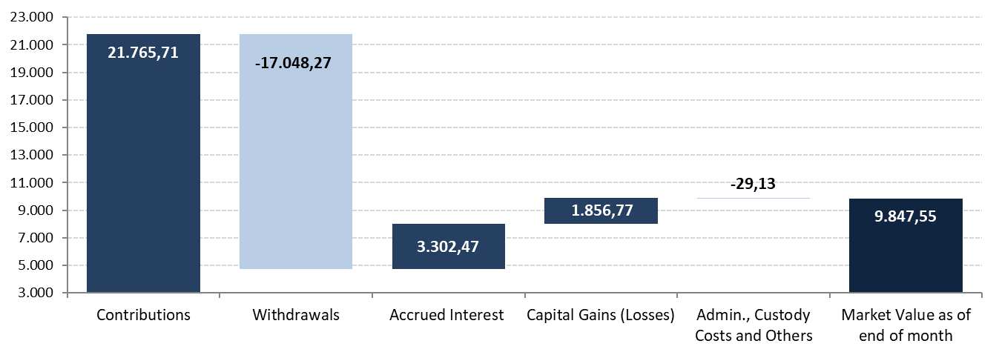 23.000
21.000
19.000
17.000
15.000
13.000
11.000
9.000
7.000
5.000
3.000
21.765,71
-17.048,27
3.302,47
1.856,77
-29,13
9.847,55
Contributions
Withdrawals
Accrued Interest
Capital Gains (Losses)
Admin., Custody
Costs and Others
Market Value as of
end of month